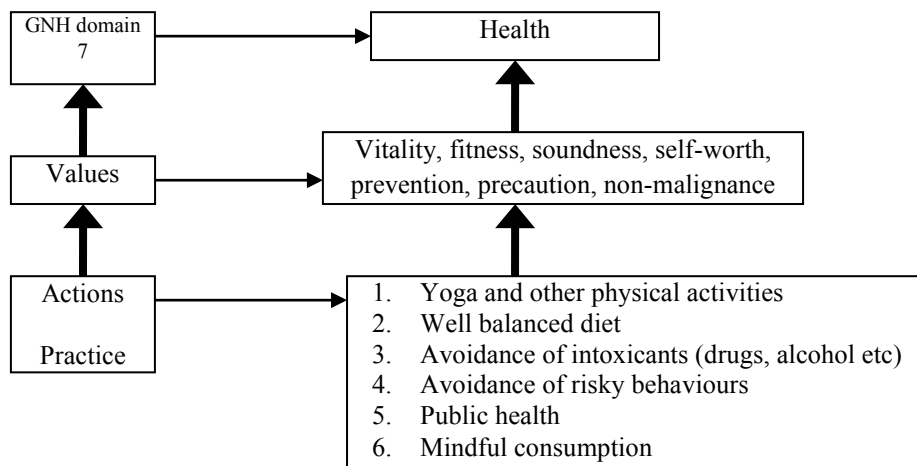 GNH domain
7
Health
Values
Vitality, fitness, soundness, self-worth,
prevention, precaution, non-malignance
Actions
Practice
1. Yoga and other physical activities
2. Well balanced diet
3. Avoidance of intoxicants (drugs, alcohol etc)
4. Avoidance of risky behaviours
5. Public health
6. Mindful consumption